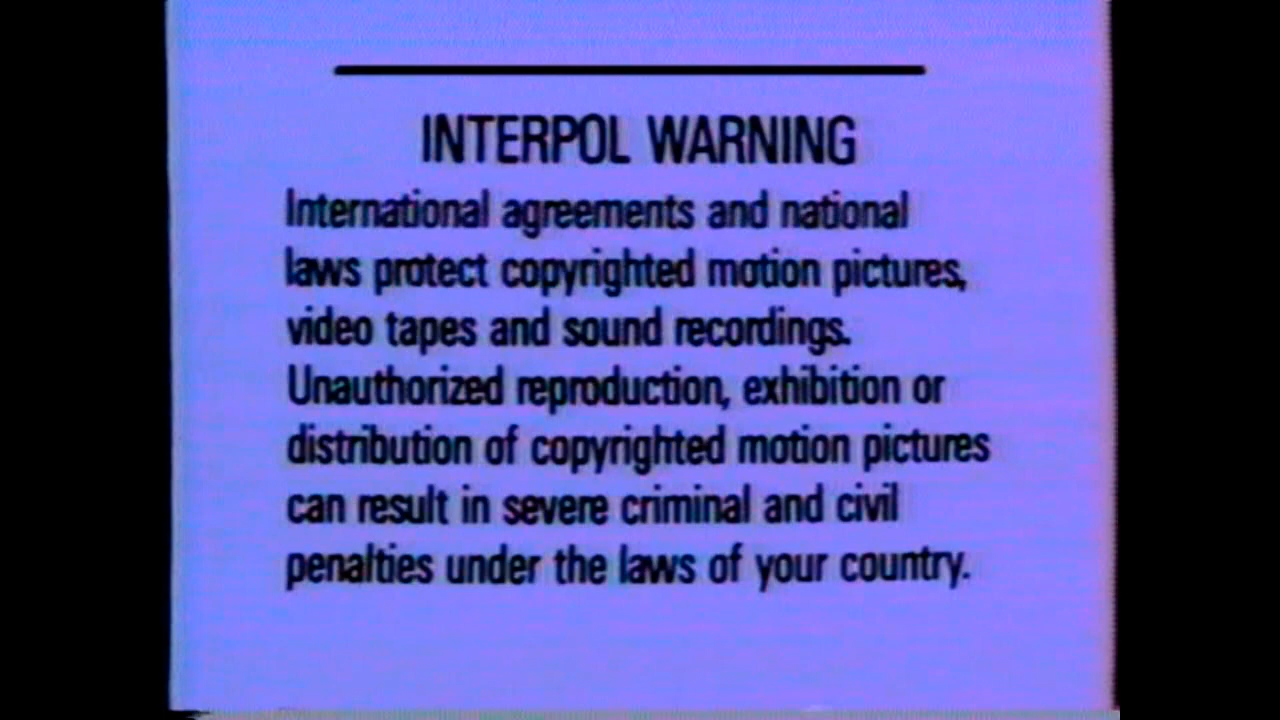 INTERPOL WARNING
International agreements and national
laws protect copyrighted motion pictures,
video tapes and sound recordings.
Unauthorized reproduction, exhibition or
distribution of copyrighted motion pictures
can result in severe criminal and civil
penalties under the laws of your country.